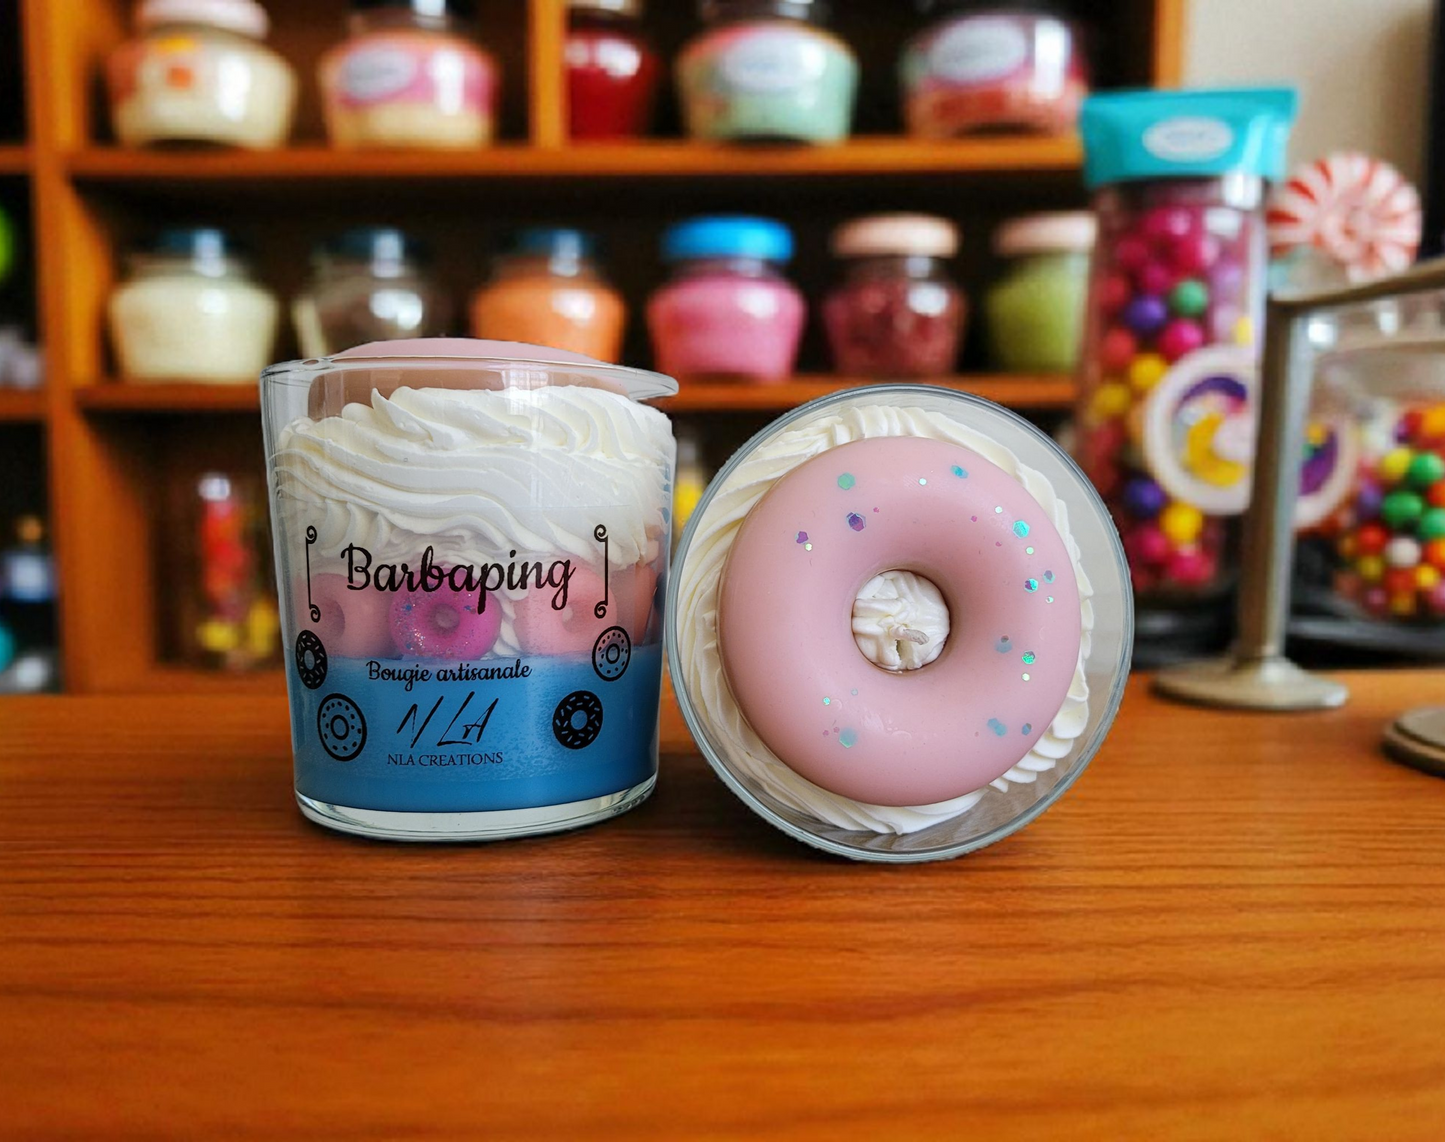 Barbaping
Bougie artisanale
NLA
NLA CREATIONS